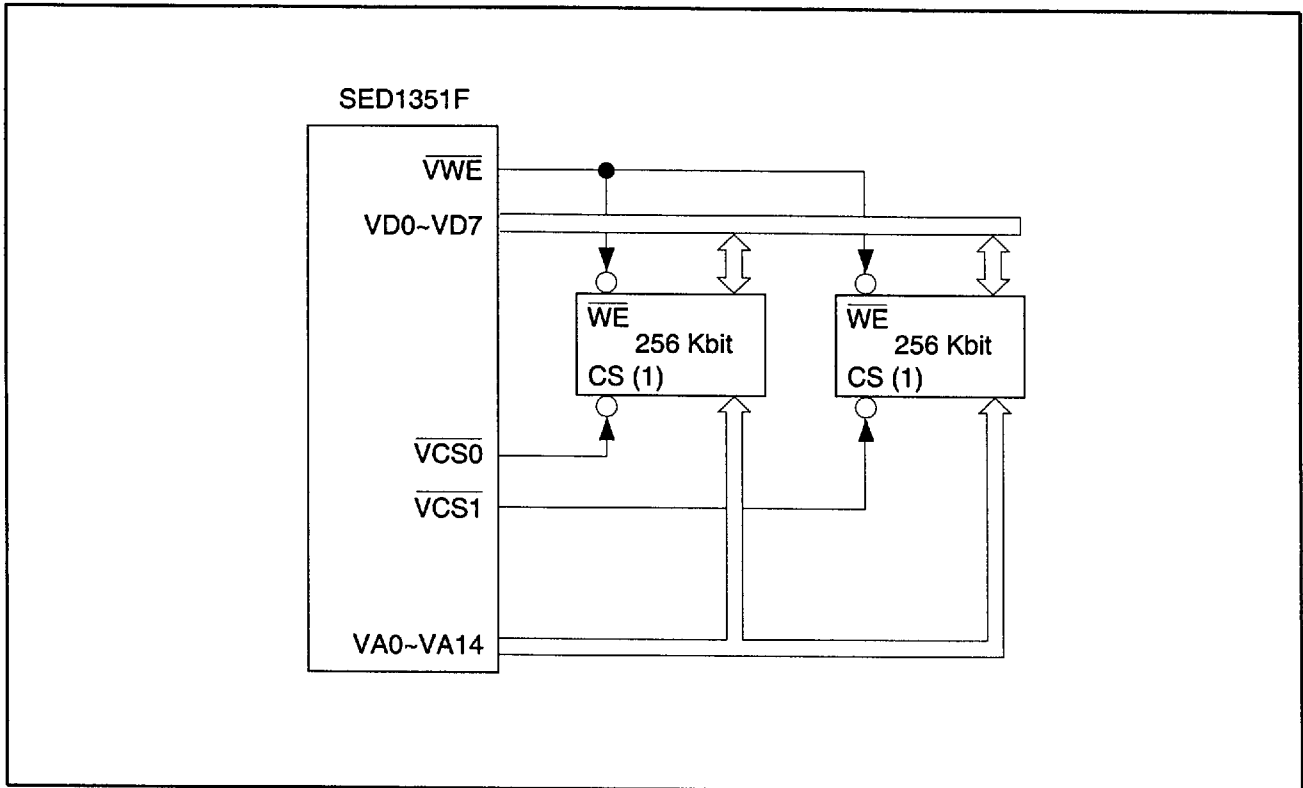 SED1351F
VWE
VD0~VD7
WE
256 Kbit
CS (1)
WE
256 Kbit
CS (1)
VCS0
VCS1
VA0~VA14